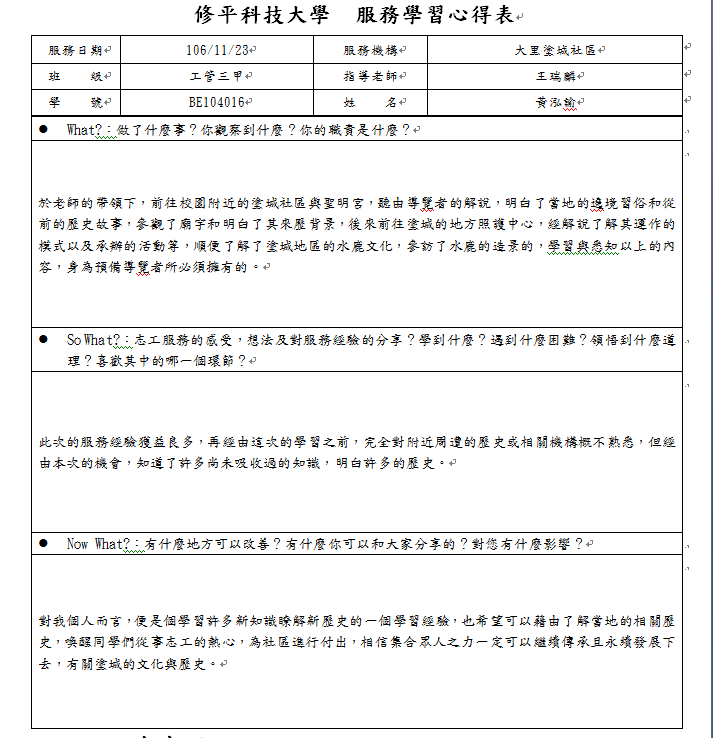 修平科技大學 服務學習心得表
服務日期 106/11/23 服務機構 大里塗城社區
班 級 工管三甲 指導老師 王瑞麟
學 號 BE104016 姓 名 黃泓諭
● What?：做了什麼事？你觀察到什麼？你的職責是什麼？
於老師的帶領下，前往校園附近的塗城社區與聖明宮，聽由導覽者的解說，明白了當地的遶境習俗和從
前的歷史故事，參觀了廟宇和明白了其來歷背景，後來前往塗城的地方照護中心，經解說了解其運作的
模式以及承辦的活動等，順便了解了塗城地區的水鹿文化，參訪了水鹿的造景的，學習與悉知以上的內
容，身為預備導覽者所必須擁有的。
● So What?：志工服務的感受，想法及對服務經驗的分享？學到什麼？遇到什麼困難？領悟到什麼道
理？喜歡其中的哪一個環節？
此次的服務經驗獲益良多，再經由這次的學習之前，完全對附近周遭的歷史或相關機構概不熟悉，但經
由本次的機會，知道了許多尚未吸收過的知識，明白許多的歷史。
● Now What?：有什麼地方可以改善？有什麼你可以和大家分享的？對您有什麼影響？
對我個人而言，便是個學習許多新知識瞭解新歷史的一個學習經驗，也希望可以藉由了解當地的相關歷
史，喚醒同學們從事志工的熱心，為社區進行付出，相信集合眾人之力一定可以繼續傳承且永續發展下
去，有關塗城的文化與歷史。